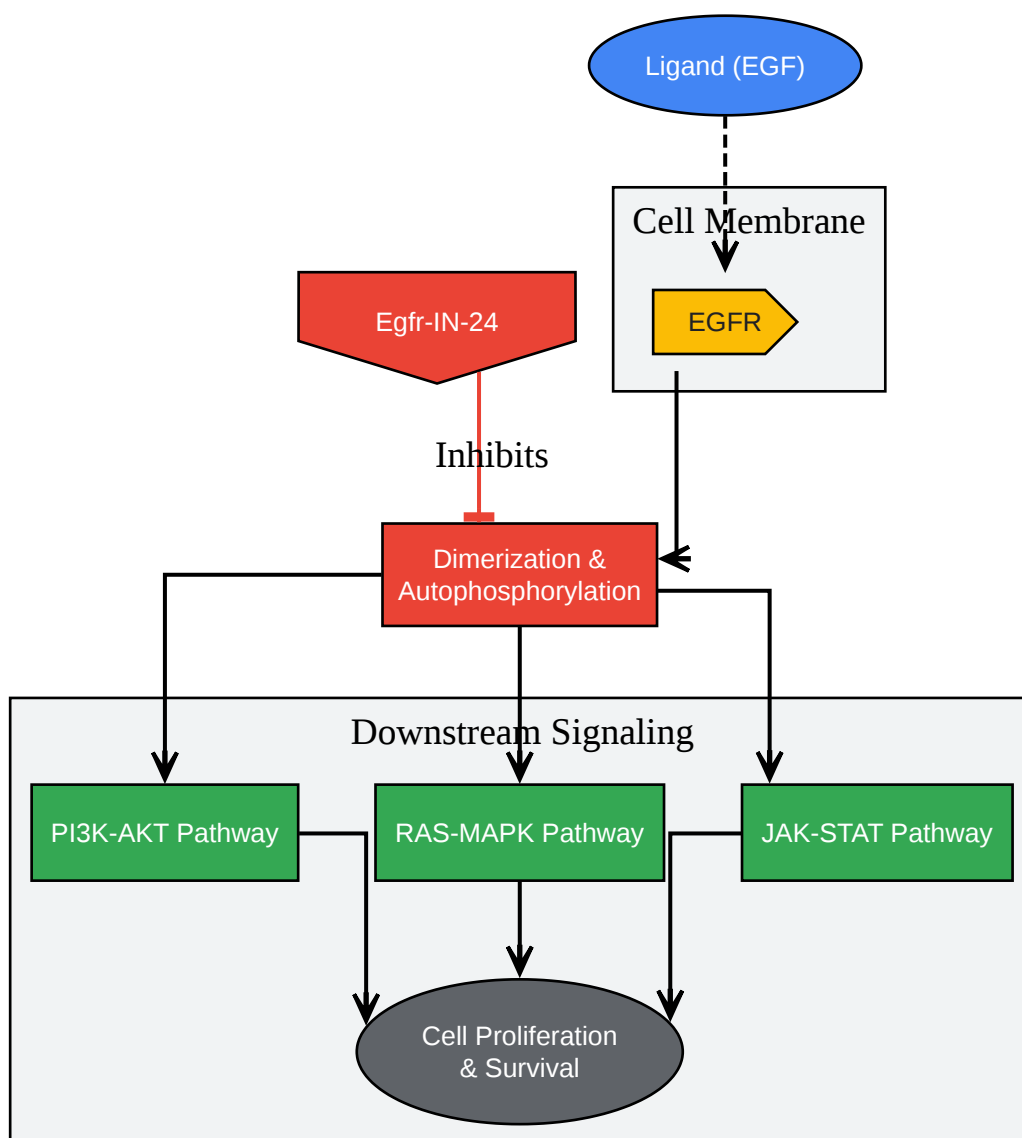 Ligand (EGF)
Cell Membrane
EGFR
Egfr-IN-24
Inhibits
Dimerization &
Autophosphorylation
Downstream Signaling
PI3K-AKT Pathway
RAS-MAPK Pathway
JAK-STAT Pathway
Cell Proliferation
& Survival